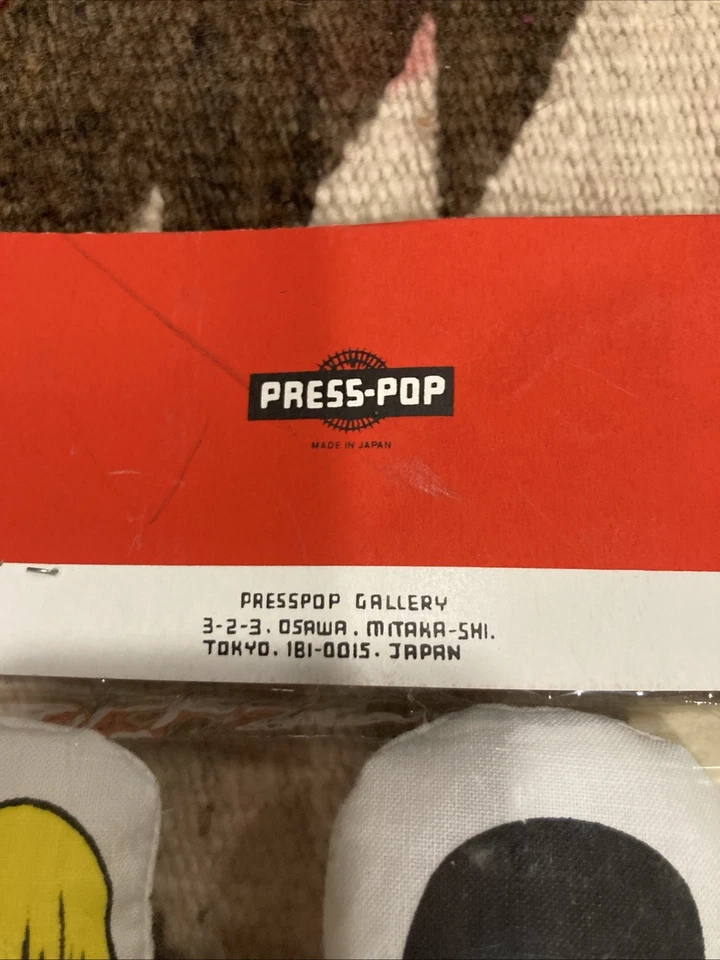 PRESS-POP
MADE IN JAPAN
PRESSPOP GALLERY
3-2-3. OSAWA. MITAKA-SHI.
TOKYO. 181-0015. JAPAN